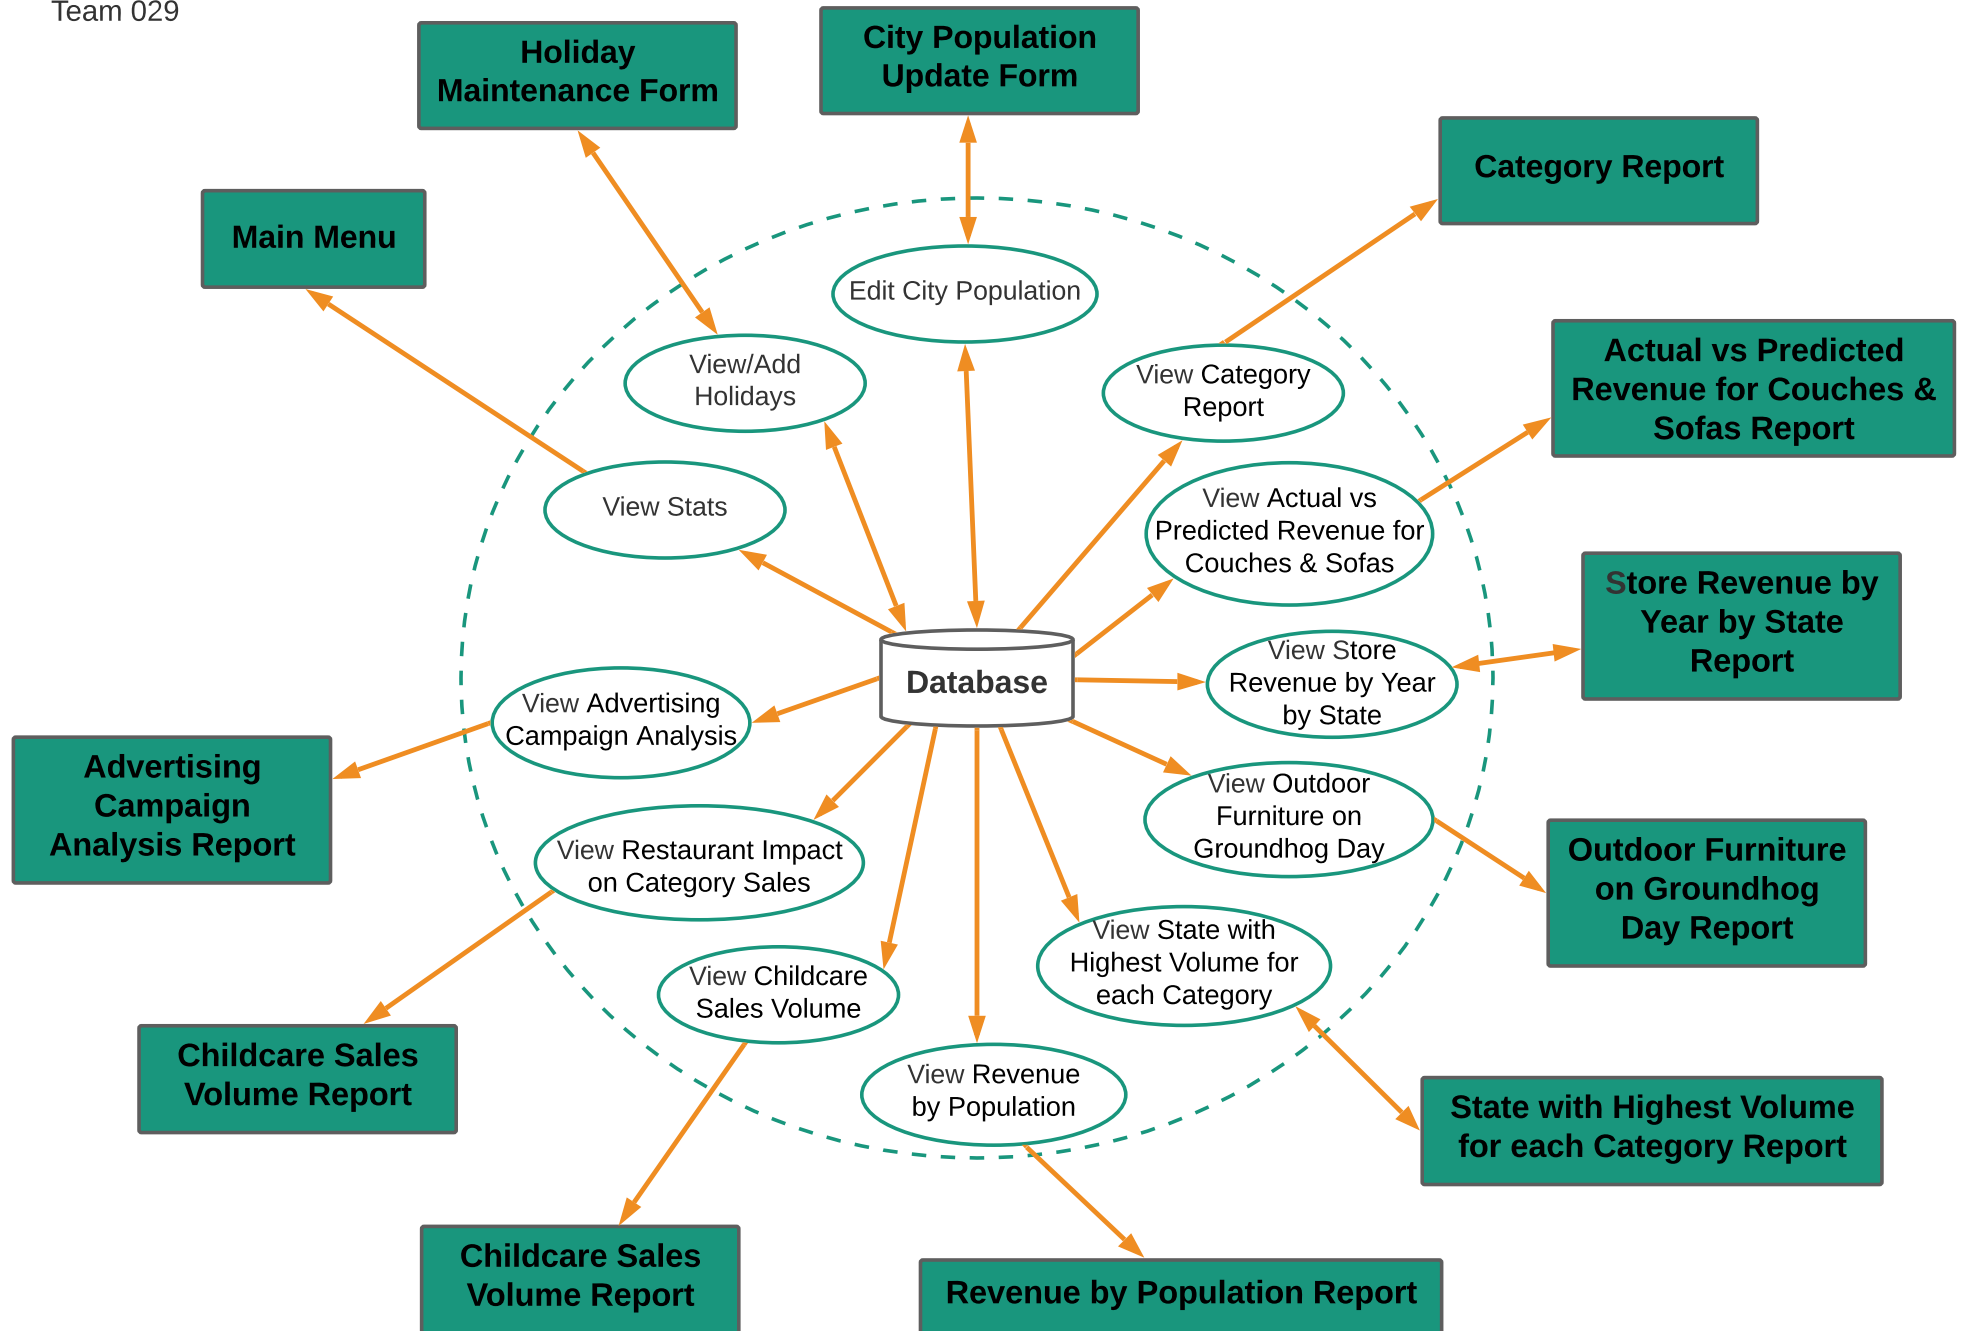 Team 029
Holiday
Maintenance Form
City Population
Update Form
Category Report
Main Menu
Edit City Population
View/Add
Holidays
View Category
Report
Actual vs Predicted
Revenue for Couches &
Sofas Report
View Stats
View Actual vs
Predicted Revenue for
Couches & Sofas
Store Revenue by
Year by State
Report
Database
View Store
Revenue by Year
by State
View Advertising
Campaign Analysis
Advertising
Campaign
Analysis Report
View Outdoor
Furniture on
Groundhog Day
Outdoor Furniture
on Groundhog
Day Report
View Restaurant Impact
on Category Sales
View State with
Highest Volume for
each Category
View Childcare
Sales Volume
Childcare Sales
Volume Report
View Revenue
by Population
State with Highest Volume
for each Category Report
Childcare Sales
Volume Report
Revenue by Population Report